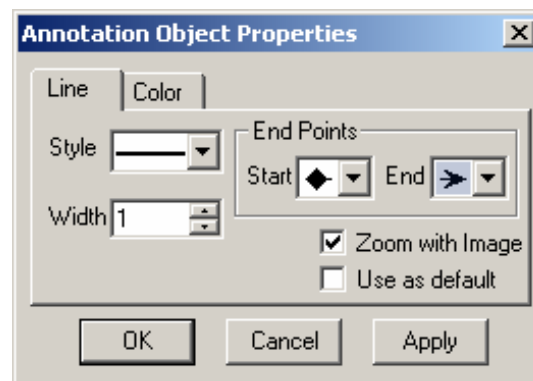 Annotation Object Properties
Line Color
End Points
Style
Start End
Width 1
Zoom with Image
Use as default
OK Cancel Apply